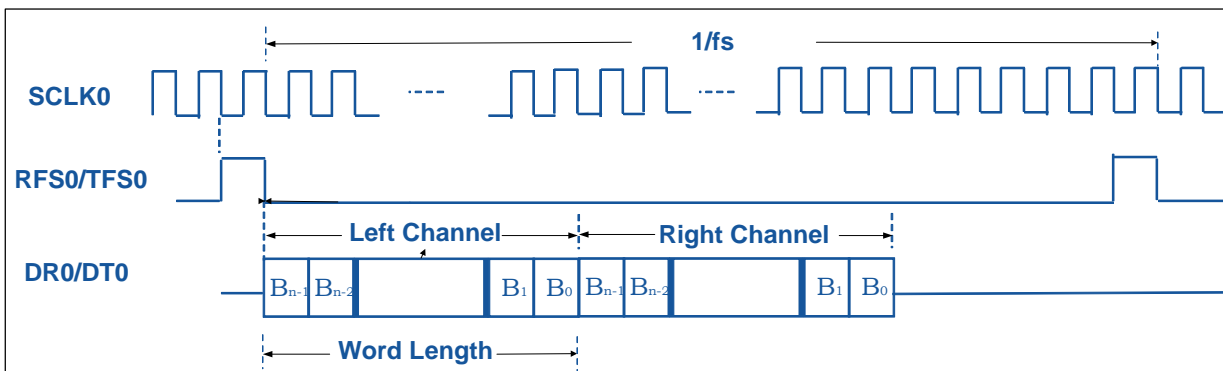 1/fs
SCLK0
RFS0/TFS0
Left Channel Right Channel
DR0/DT0 Bn-1 Bn-2 B1 B0 Bn-1 Bn-2 B1 B0
Word Length